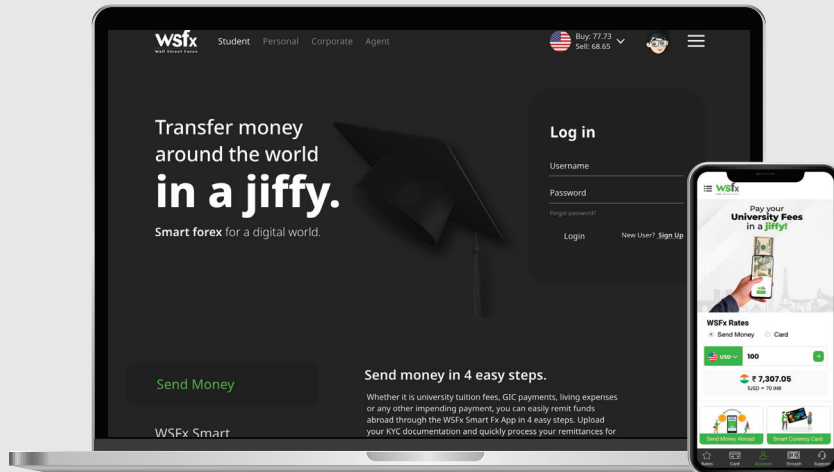 WSfx
Wall Street Forex
Student Personal Corporate Agent
Buy: 77.73
Sell: 68.65
Transfer money
around the world
in a jiffy.
Smart forex for a digital world.
Log in
Username
Password
Forgot password?
Login
New User? Sign Up
Send Money
WSFx Smart
Send money in 4 easy steps.
Whether it is university tuition fees, GIC payments, living expenses
or any other impending payment, you can easily remit funds
abroad through the WSFx Smart Fx App in 4 easy steps. Upload
your KYC documentation and quickly process your remittances for
WSfx
Pay your
University Fees
in a jiffy!
WSFx Rates
Send Money Card
USD 100
₹ 7,307.05
1USD = 70 INR
Send Money Abroad
Smart Currency Card
Rates Card Account Encash Support